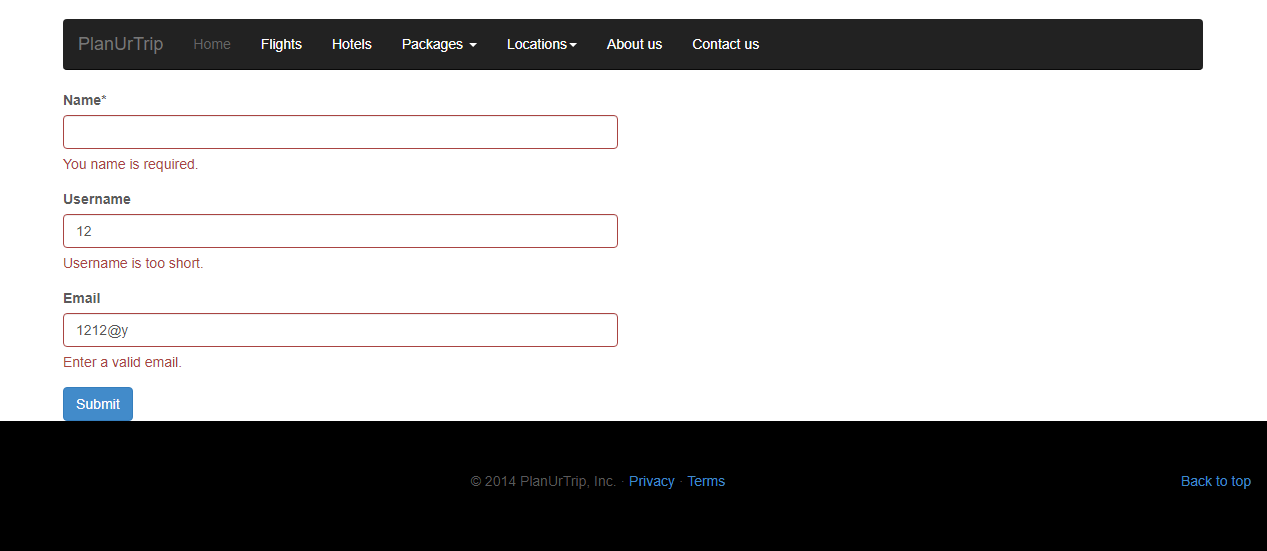 PlanUrTrip Home Flights Hotels Packages Locations About us Contact us
Name*
You name is required.
Username
12
Username is too short.
Email
1212@y
Enter a valid email.
Submit
© 2014 PlanUrTrip, Inc. · Privacy · Terms Back to top